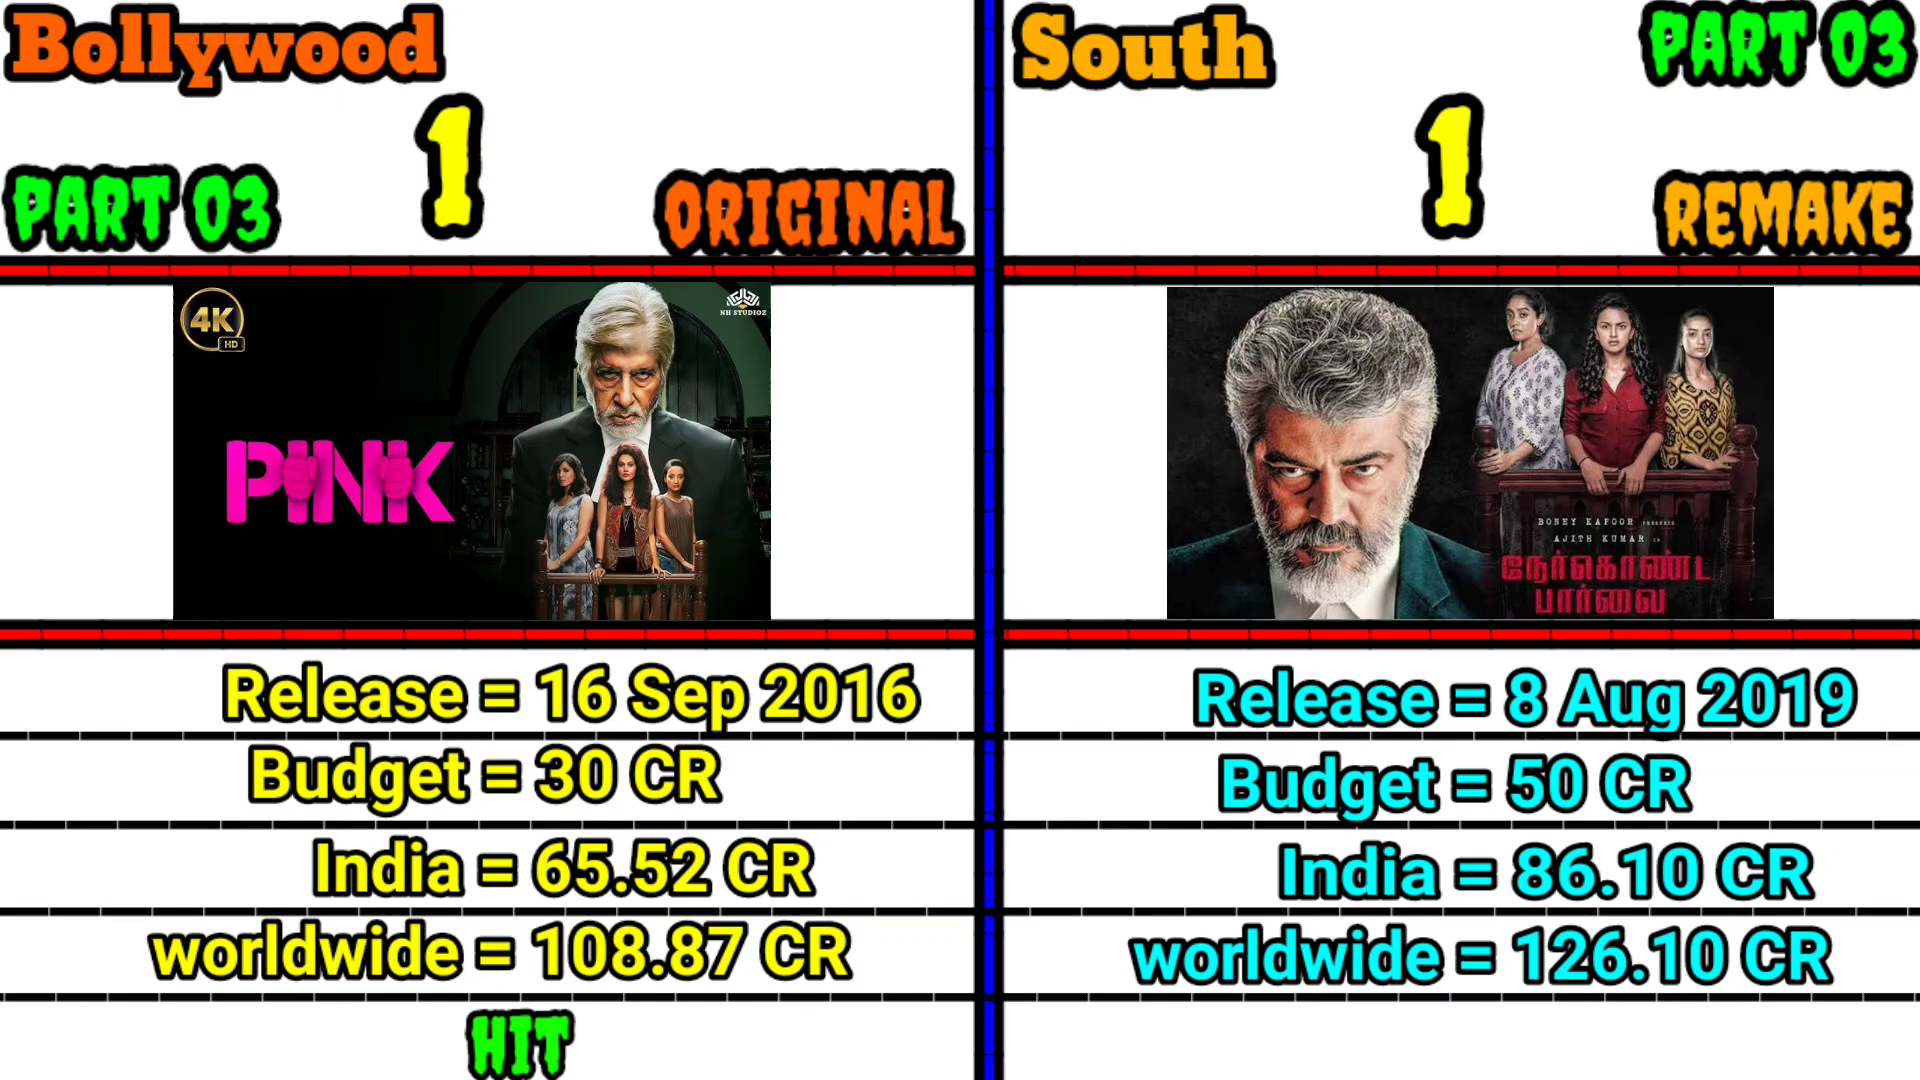 Bollywood
1
PART 03
ORIGINAL
4K
HD
NH STUDIOZ
PINK
Release = 16 Sep 2016
Budget = 30 CR
India = 65.52 CR
worldwide = 108.87 CR
HIT
South
PART 03
1
REMAKE
BONEY KAPOOR PRESENTS
AJITH KUMAR IN
நேர்கொண்ட
பார்வை
Release = 8 Aug 2019
Budget = 50 CR
India = 86.10 CR
worldwide = 126.10 CR